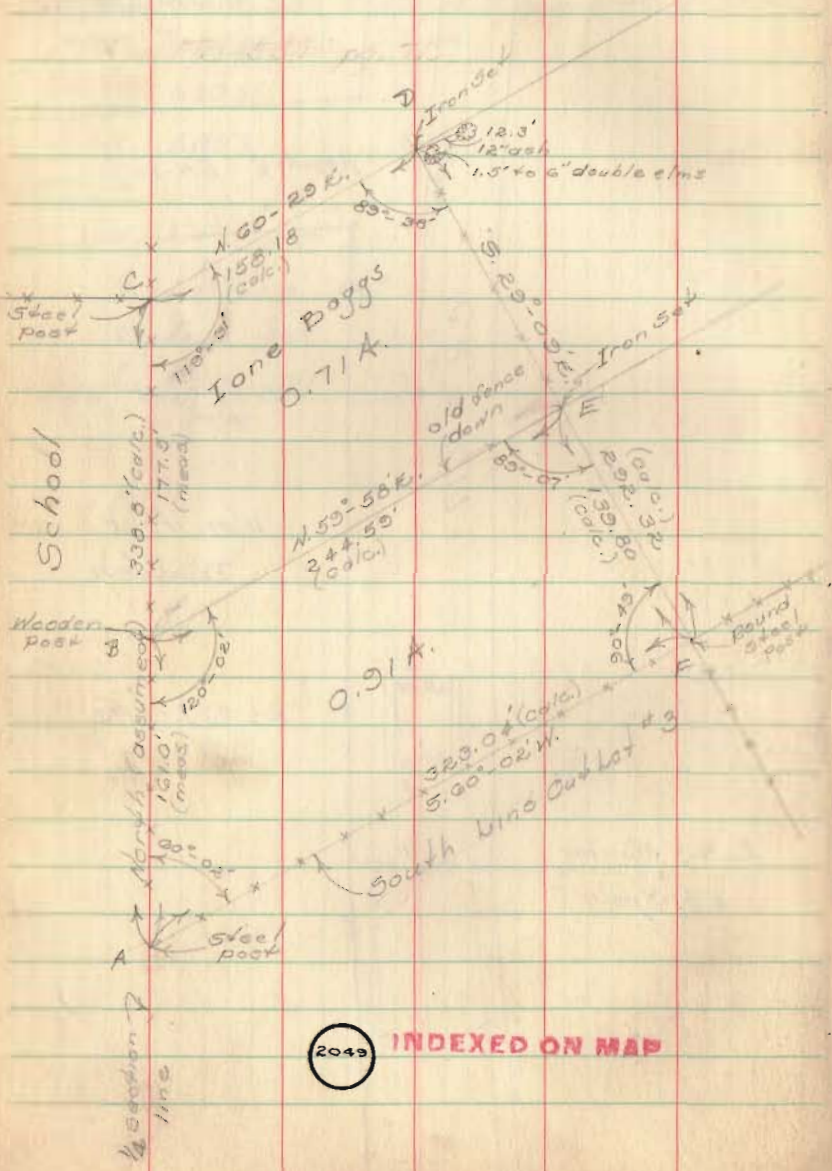 D
Iron Set
12.3'
12" ash
1.5' to 6" double elms
N. 60-29 E.
158.18
(calc.)
89°-38'
C
Steel
post
119°-31'
Ione Boggs
0.71 A.
S. 29°-09' E.
Iron Set
E
old fence
down
School
338.5' (calc.)
177.5'
(meas)
N. 59°-58' E.
244.59'
(calc.)
89°-07'
(calc.)
292.32
139.80
(calc.)
Wooden
post
B
120°-02'
90°-49'
Found
steel
post
0.91 A.
North (assumed)
161.0'
(meas)
323.04' (calc.)
S. 60°-02' W.
South Line Out Lot #3
60°-02'
A
Steel
post
1/4 Section
line
2049
INDEXED ON MAP